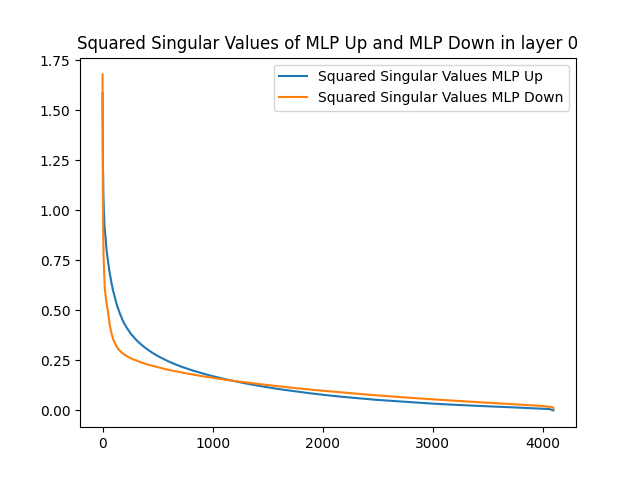 Squared Singular Values of MLP Up and MLP Down in layer 0
Squared Singular Values MLP Up
Squared Singular Values MLP Down
1.75
1.50
1.25
1.00
0.75
0.50
0.25
0.00
0 1000 2000 3000 4000